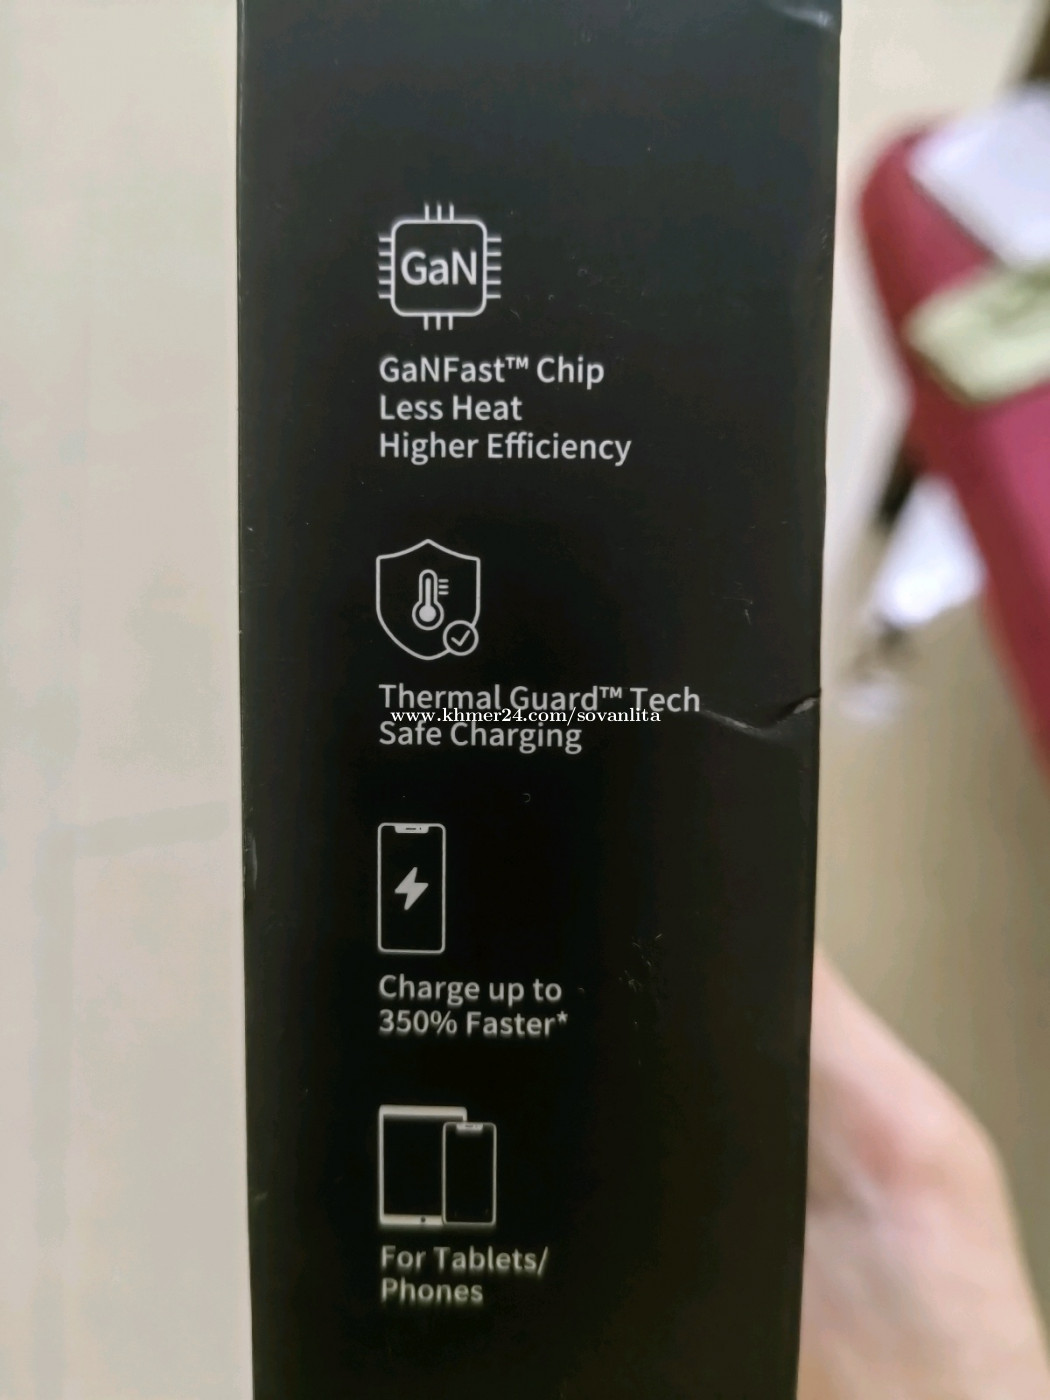 GaN
GaNFast™ Chip
Less Heat
Higher Efficiency
Thermal Guard™ Tech
www.khmer24.com/sovanlita
Safe Charging
Charge up to
350% Faster*
For Tablets/
Phones